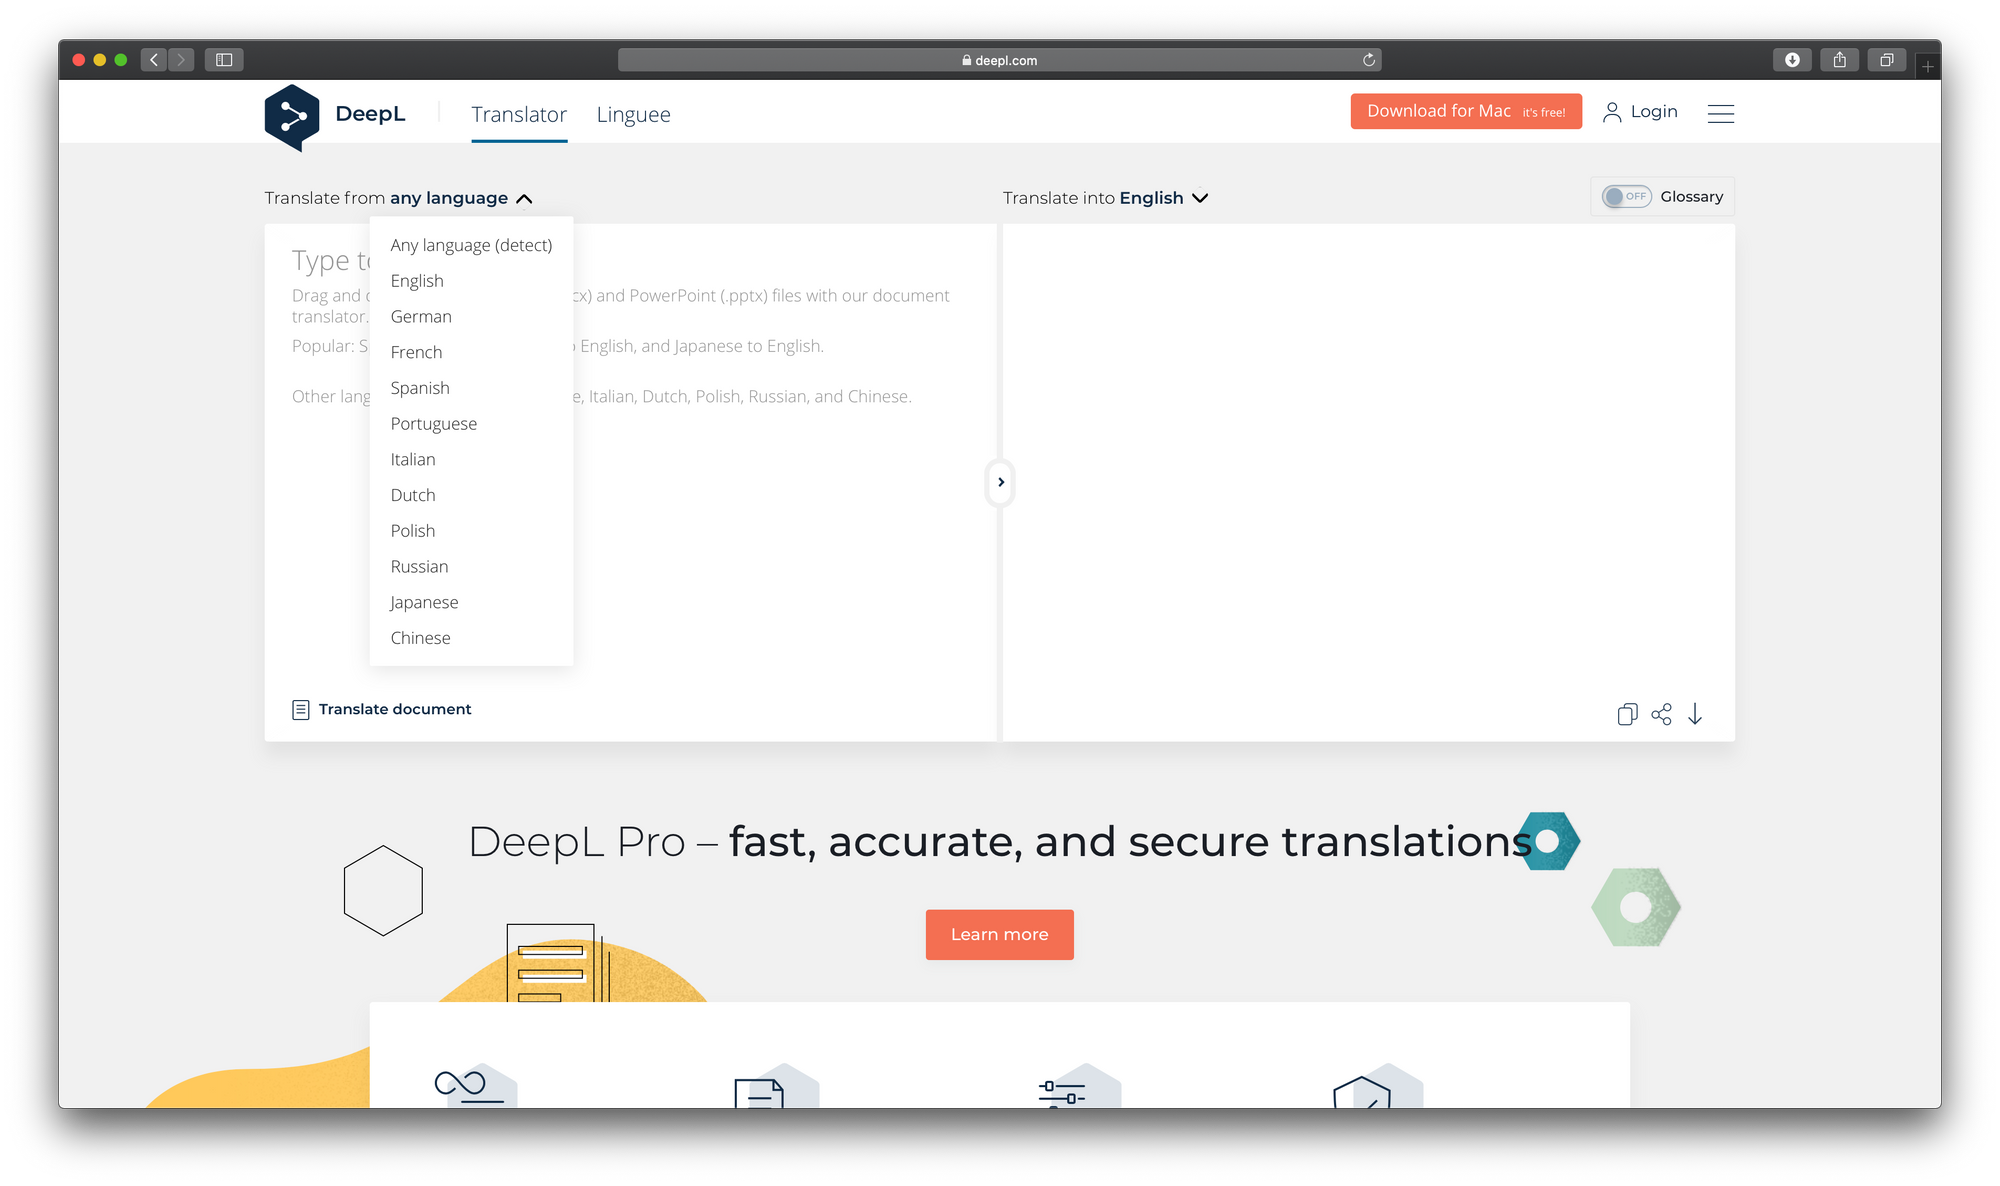 deepl.com
DeepL
Translator
Linguee
Download for Mac it's free!
Login
Translate from any language
Translate into English
OFF Glossary
Any language (detect)
English
German
French
Spanish
Portuguese
Italian
Dutch
Polish
Russian
Japanese
Chinese
Type
Drag and cx) and PowerPoint (.pptx) files with our document
translator.
Popular: S English, and Japanese to English.
Other lang e, Italian, Dutch, Polish, Russian, and Chinese.
Translate document
DeepL Pro – fast, accurate, and secure translations
Learn more